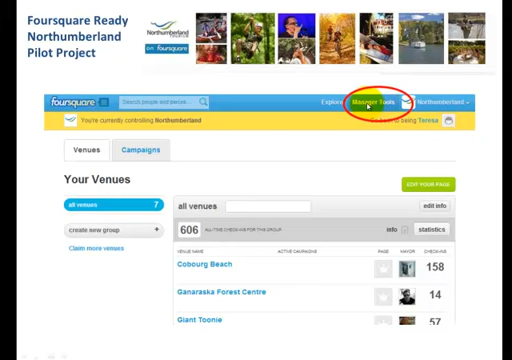 Foursquare Ready
Northumberland
Pilot Project
Northumberland
TOURISM
on foursquare
foursquare
Search people and places...
Explore
Manager Tools
Northumberland
You're currently controlling Northumberland
Go back to being Teresa
Venues
Campaigns
Your Venues
EDIT YOUR PAGE
all venues
7
all venues
edit info
create new group
+
606
ALL-TIME CHECK-INS FOR THIS GROUP
info
statistics
Claim more venues
VENUE NAME
ACTIVE CAMPAIGNS
PAGE
MAYOR
CHECK-INS
Cobourg Beach
158
Ganaraska Forest Centre
14
Giant Toonie
57